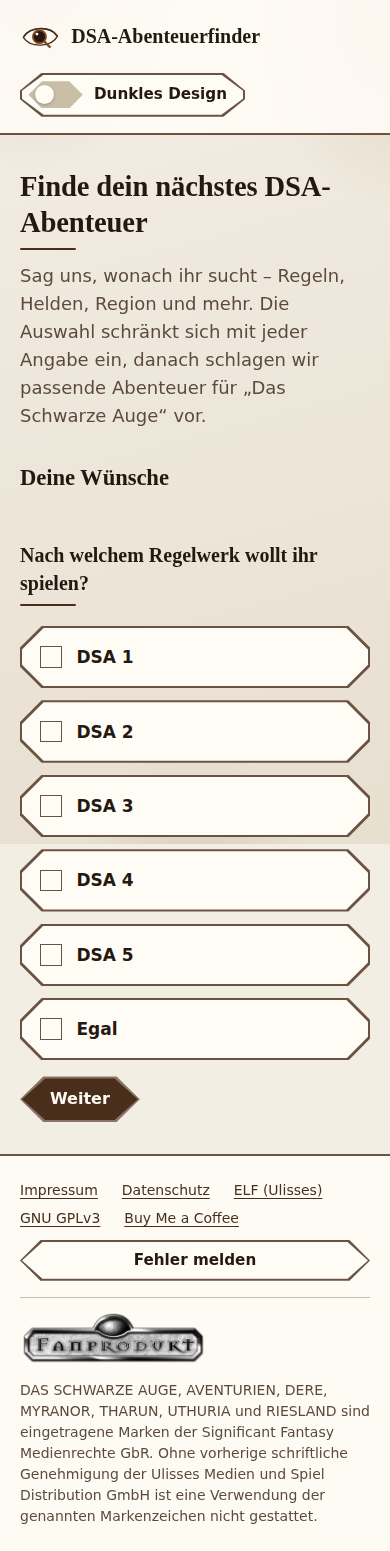 DSA-Abenteuerfinder
Dunkles Design
Finde dein nächstes DSA-
Abenteuer
Sag uns, wonach ihr sucht – Regeln,
Helden, Region und mehr. Die
Auswahl schränkt sich mit jeder
Angabe ein, danach schlagen wir
passende Abenteuer für „Das
Schwarze Auge“ vor.
Deine Wünsche
Nach welchem Regelwerk wollt ihr
spielen?
DSA 1
DSA 2
DSA 3
DSA 4
DSA 5
Egal
Weiter
Impressum Datenschutz ELF (Ulisses)
GNU GPLv3 Buy Me a Coffee
Fehler melden
FANPRODUKT
DAS SCHWARZE AUGE, AVENTURIEN, DERE,
MYRANOR, THARUN, UTHURIA und RIESLAND sind
eingetragene Marken der Significant Fantasy
Medienrechte GbR. Ohne vorherige schriftliche
Genehmigung der Ulisses Medien und Spiel
Distribution GmbH ist eine Verwendung der
genannten Markenzeichen nicht gestattet.